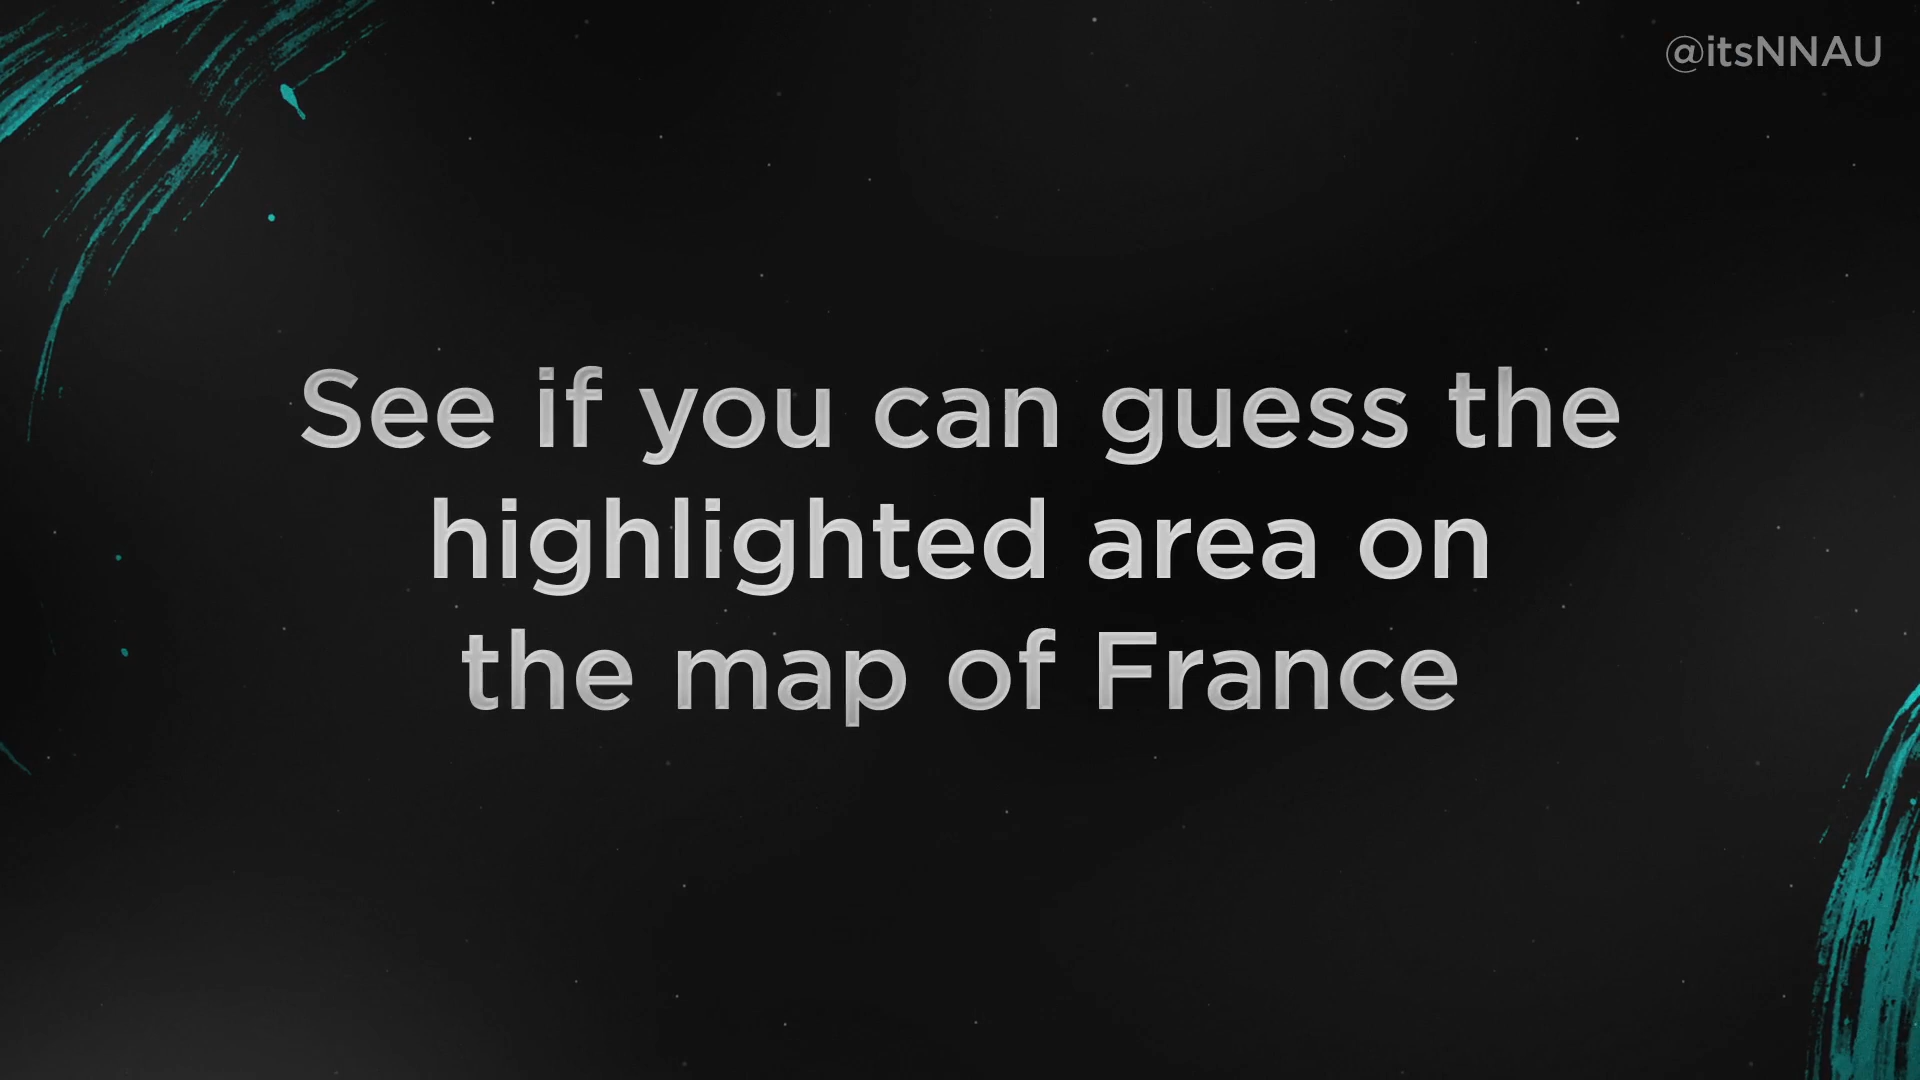 @itsNNAU
See if you can guess the
highlighted area on
the map of France